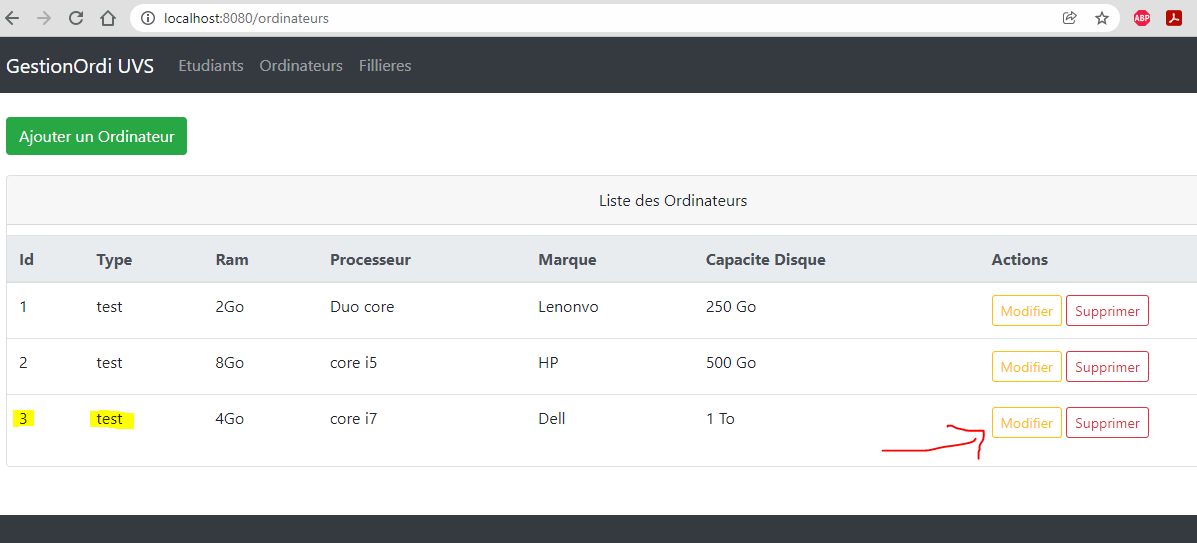 localhost:8080/ordinateurs
ABP
GestionOrdi UVS Etudiants Ordinateurs Fillieres
Ajouter un Ordinateur
Liste des Ordinateurs
Id Type Ram Processeur Marque Capacite Disque Actions
1 test 2Go Duo core Lenonvo 250 Go Modifier Supprimer
2 test 8Go core i5 HP 500 Go Modifier Supprimer
3 test 4Go core i7 Dell 1 To Modifier Supprimer